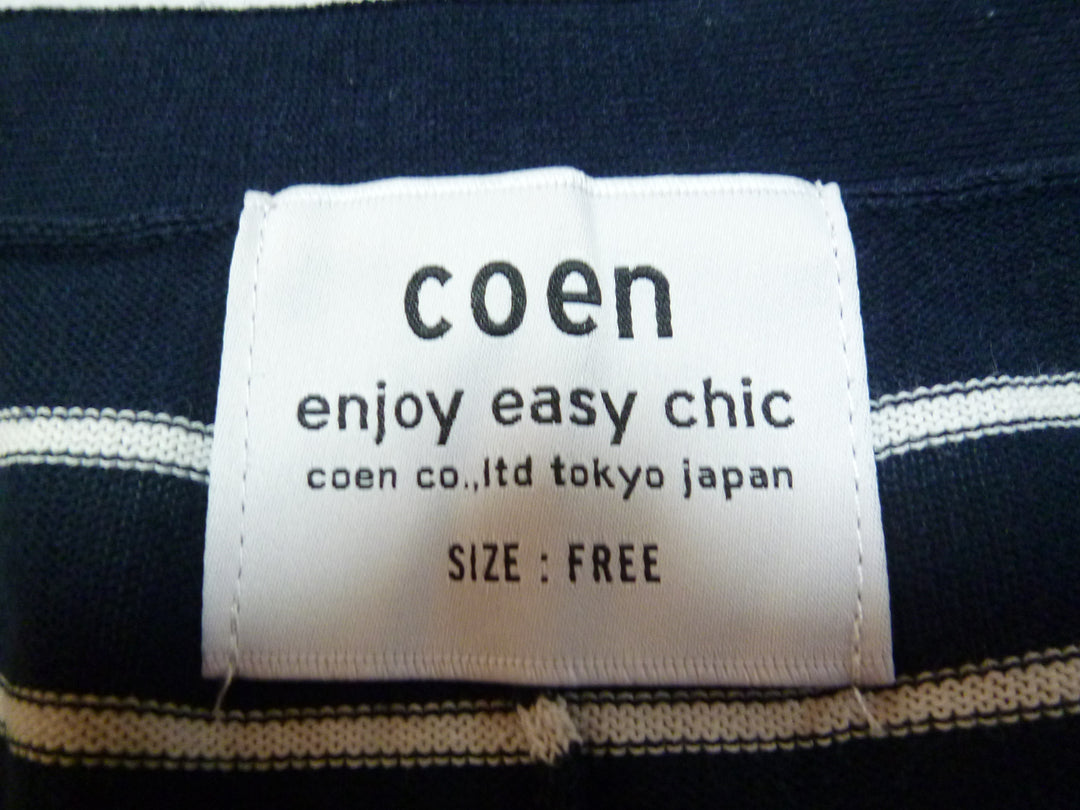 coen
enjoy easy chic
coen co.,ltd tokyo japan
SIZE : FREE